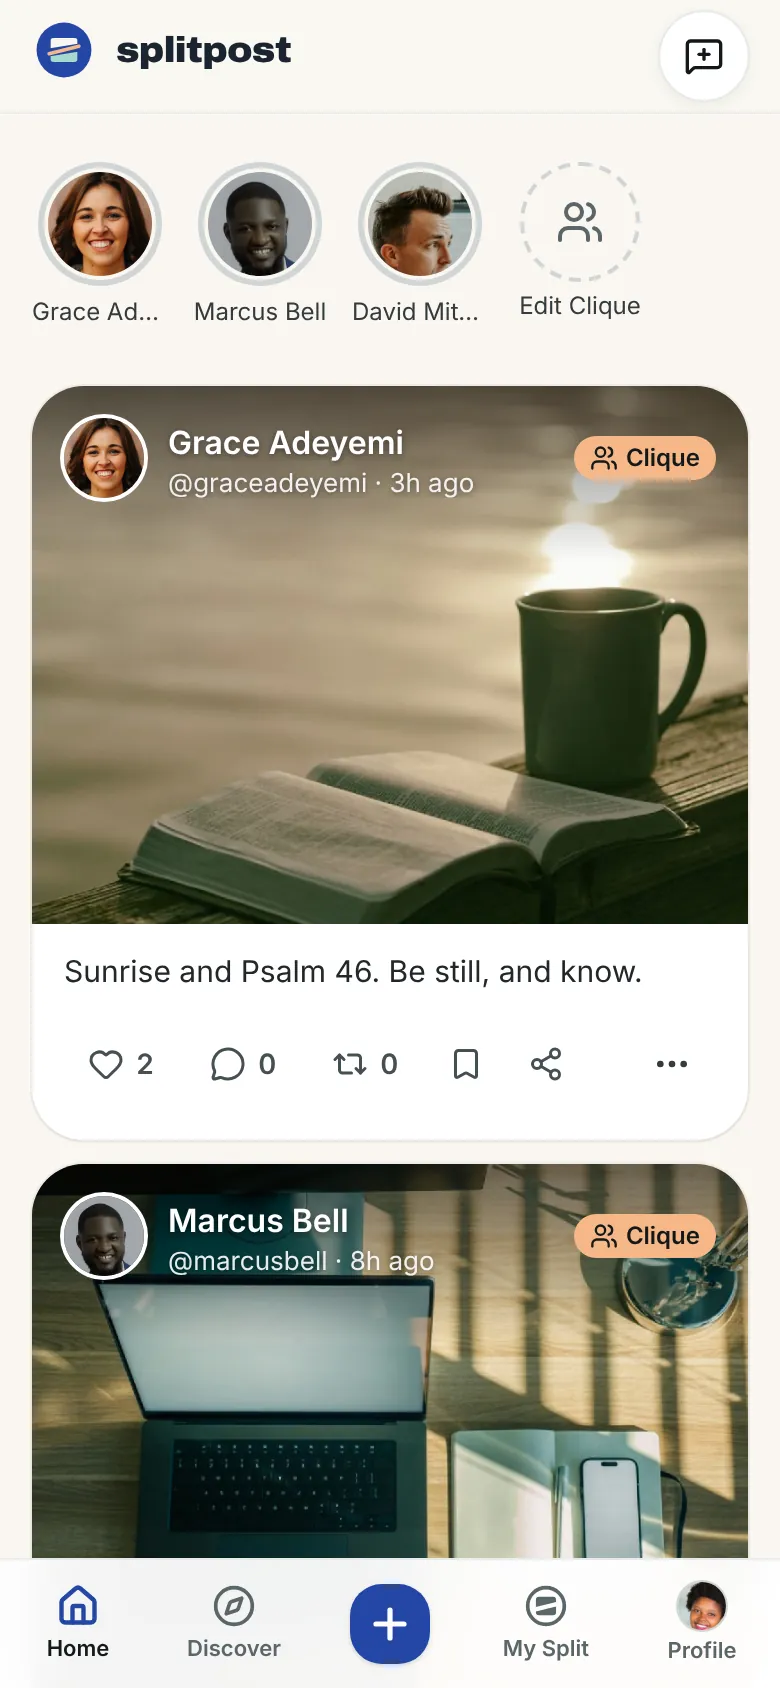 splitpost
Grace Ad...
Marcus Bell
David Mit...
Edit Clique
Grace Adeyemi
@graceadeyemi · 3h ago
Clique
Sunrise and Psalm 46. Be still, and know.
2
0
0
Marcus Bell
@marcusbell · 8h ago
Clique
Home
Discover
My Split
Profile